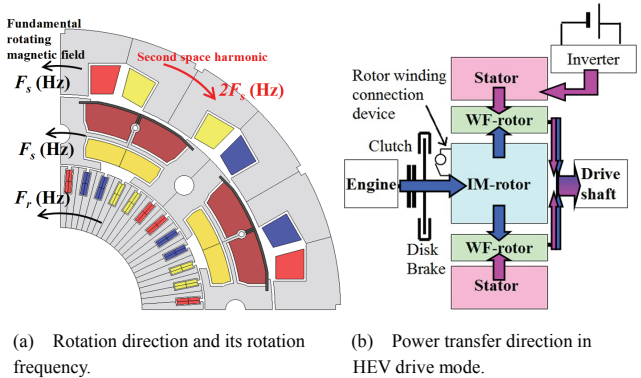 Fundamental
rotating
magnetic field
Fs (Hz)
Second space harmonic
2Fs (Hz)
Fs (Hz)
Fr (Hz)
(a) Rotation direction and its rotation
frequency.
Inverter
Stator
Rotor winding
connection
device
WF-rotor
Clutch
Engine
IM-rotor
Drive
shaft
Disk
Brake
WF-rotor
Stator
(b) Power transfer direction in
HEV drive mode.